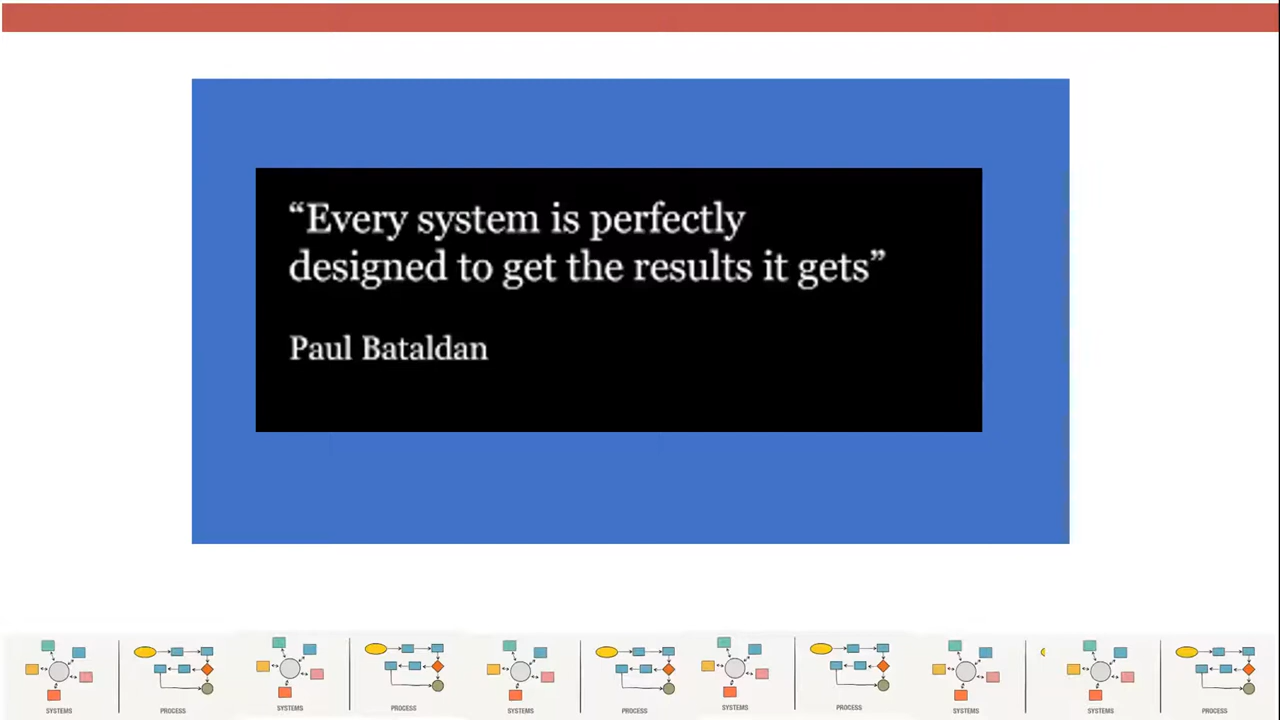 “Every system is perfectly
designed to get the results it gets”
Paul Bataldan
SYSTEMS
PROCESS
SYSTEMS
PROCESS
SYSTEMS
PROCESS
SYSTEMS
PROCESS
SYSTEMS
SYSTEMS
PROCESS